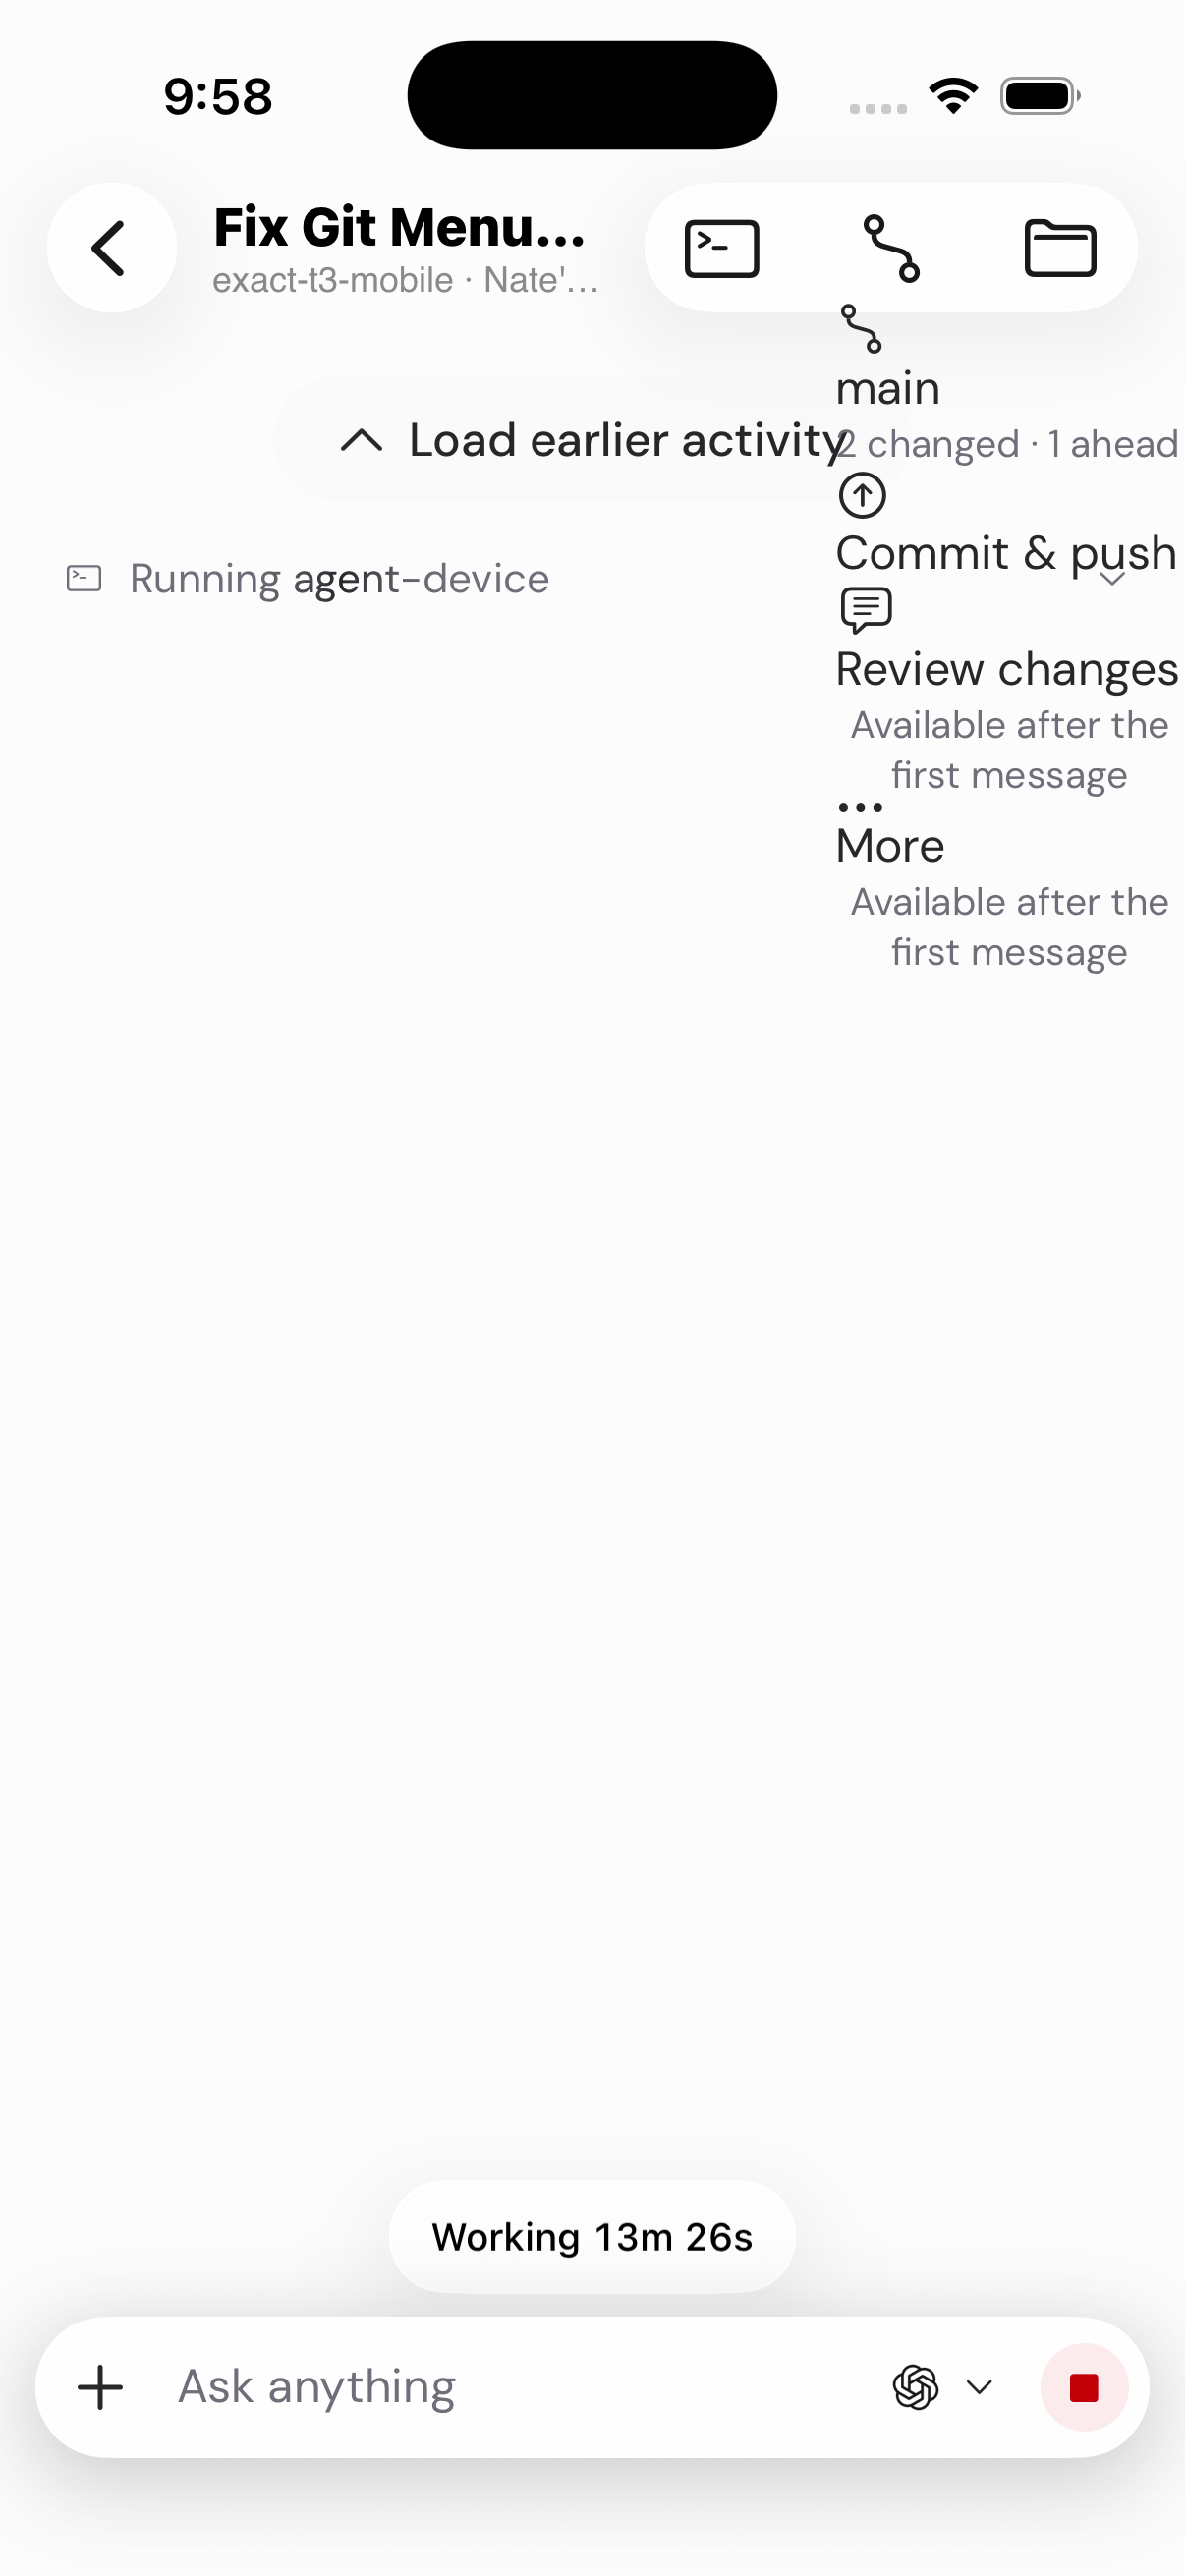 9:58
Fix Git Menu...
exact-t3-mobile · Nate'...
main
Load earlier activity
2 changed · 1 ahead
Commit & push
Running agent-device
Review changes
Available after the
first message
More
Available after the
first message
Working 13m 26s
Ask anything